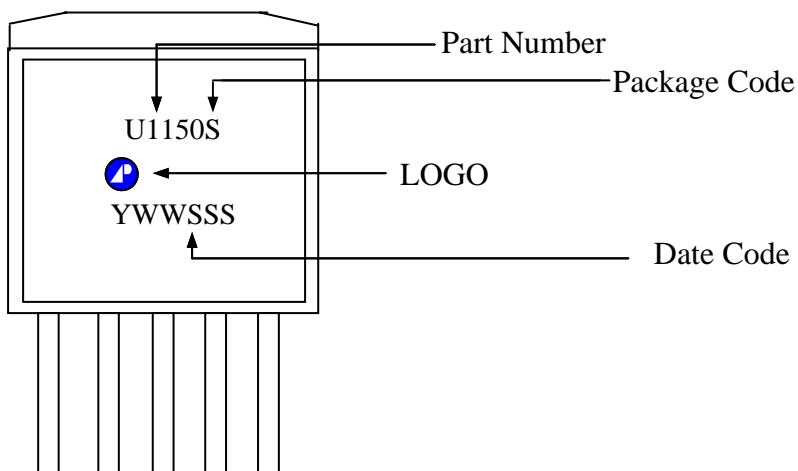 Part Number
Package Code
U1150S
LOGO
YWWSSS
Date Code